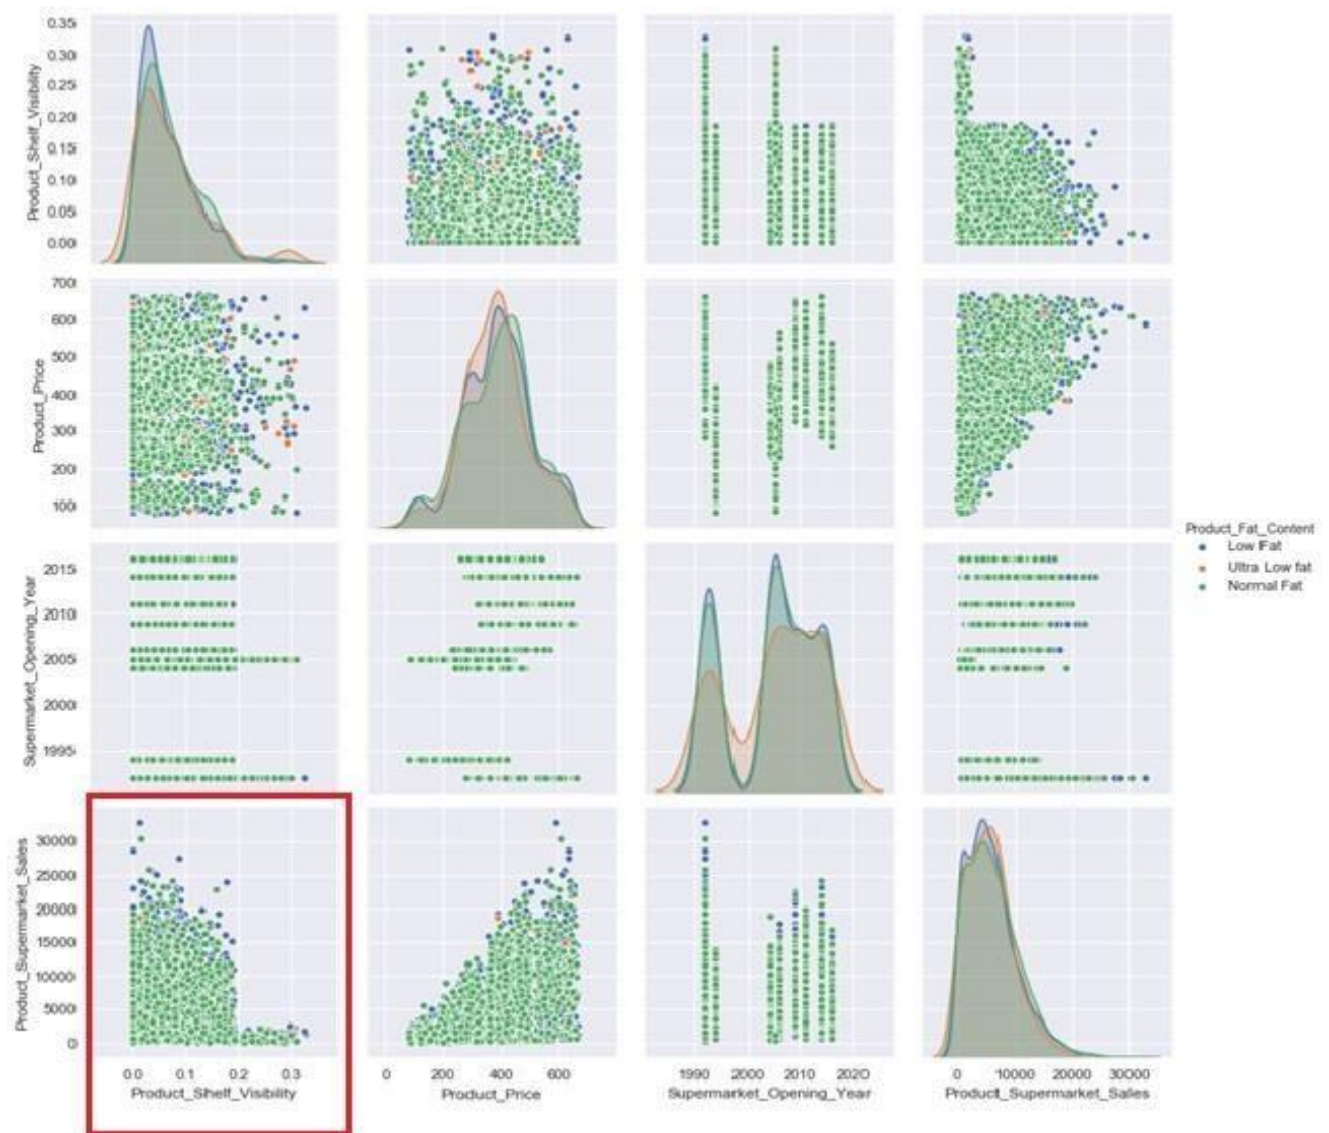 Product_Shelf_Visibility
0.35
0.30
0.25
0.20
0.15
0.10
0.05
0.00
Product_Price
700
600
500
400
300
200
100
Product_Fat_Content
Low Fat
Ultra Low fat
Normal Fat
Supermarket_Opening_Year
2015
2010
2005
2000
1995
Product_Supermarket_Sales
30000
25000
20000
15000
10000
5000
0
0.0 0.1 0.2 0.3
0 200 400 600
1990 2000 2010 2020
0 10000 20000 30000
Product_Shelf_Visibility
Product_Price
Supermarket_Opening_Year
Product_Supermarket_Sales